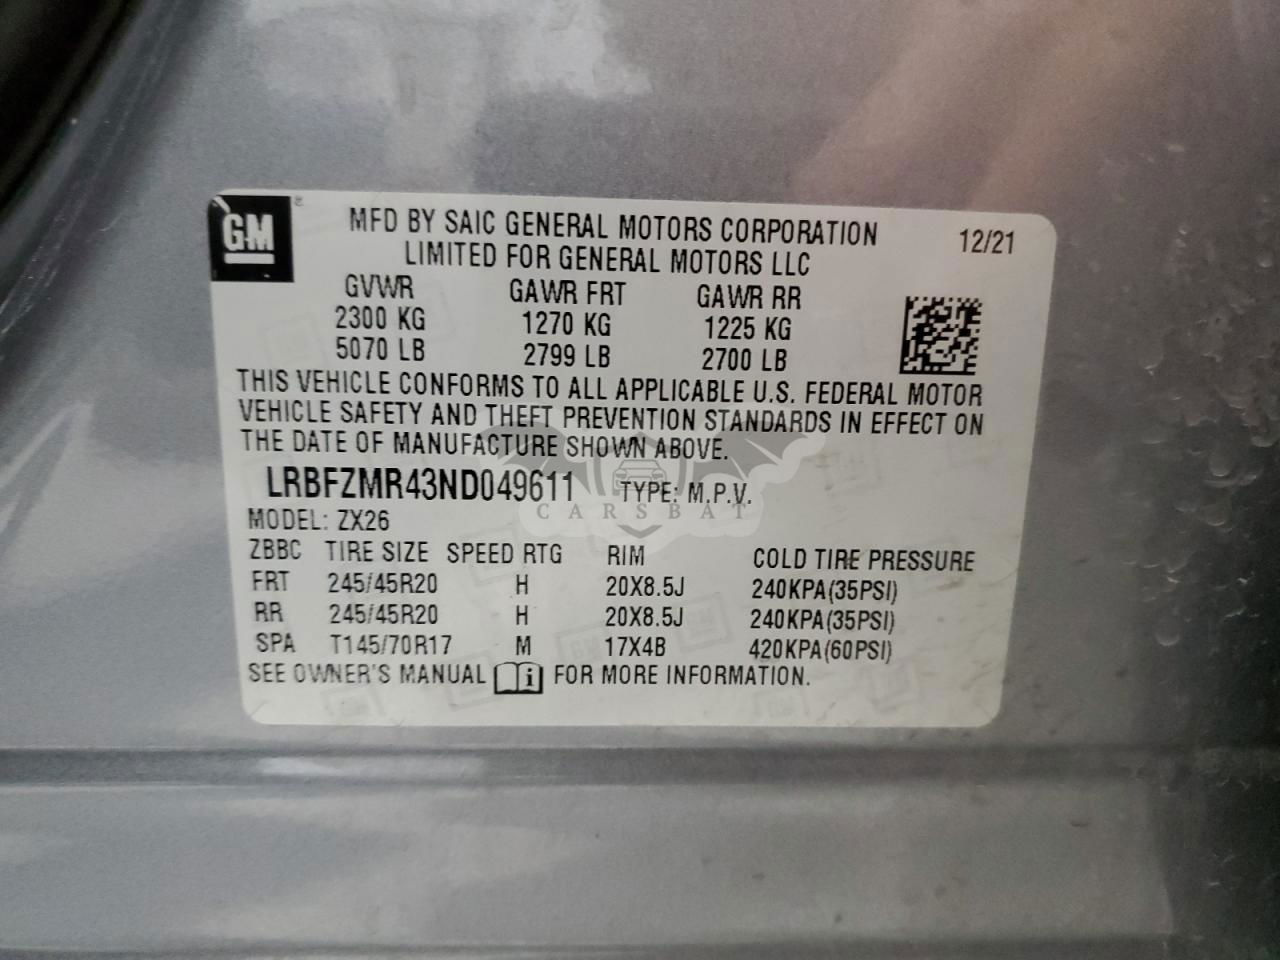 GM
MFD BY SAIC GENERAL MOTORS CORPORATION
LIMITED FOR GENERAL MOTORS LLC
12/21
GVWR GAWR FRT GAWR RR
2300 KG 1270 KG 1225 KG
5070 LB 2799 LB 2700 LB
THIS VEHICLE CONFORMS TO ALL APPLICABLE U.S. FEDERAL MOTOR
VEHICLE SAFETY AND THEFT PREVENTION STANDARDS IN EFFECT ON
THE DATE OF MANUFACTURE SHOWN ABOVE.
LRBFZMR43ND049611 TYPE: M.P.V.
CARSBAT
MODEL: ZX26
ZBBC TIRE SIZE SPEED RTG RIM COLD TIRE PRESSURE
FRT 245/45R20 H 20X8.5J 240KPA(35PSI)
RR 245/45R20 H 20X8.5J 240KPA(35PSI)
SPA T145/70R17 M 17X4B 420KPA(60PSI)
SEE OWNER'S MANUAL i FOR MORE INFORMATION.